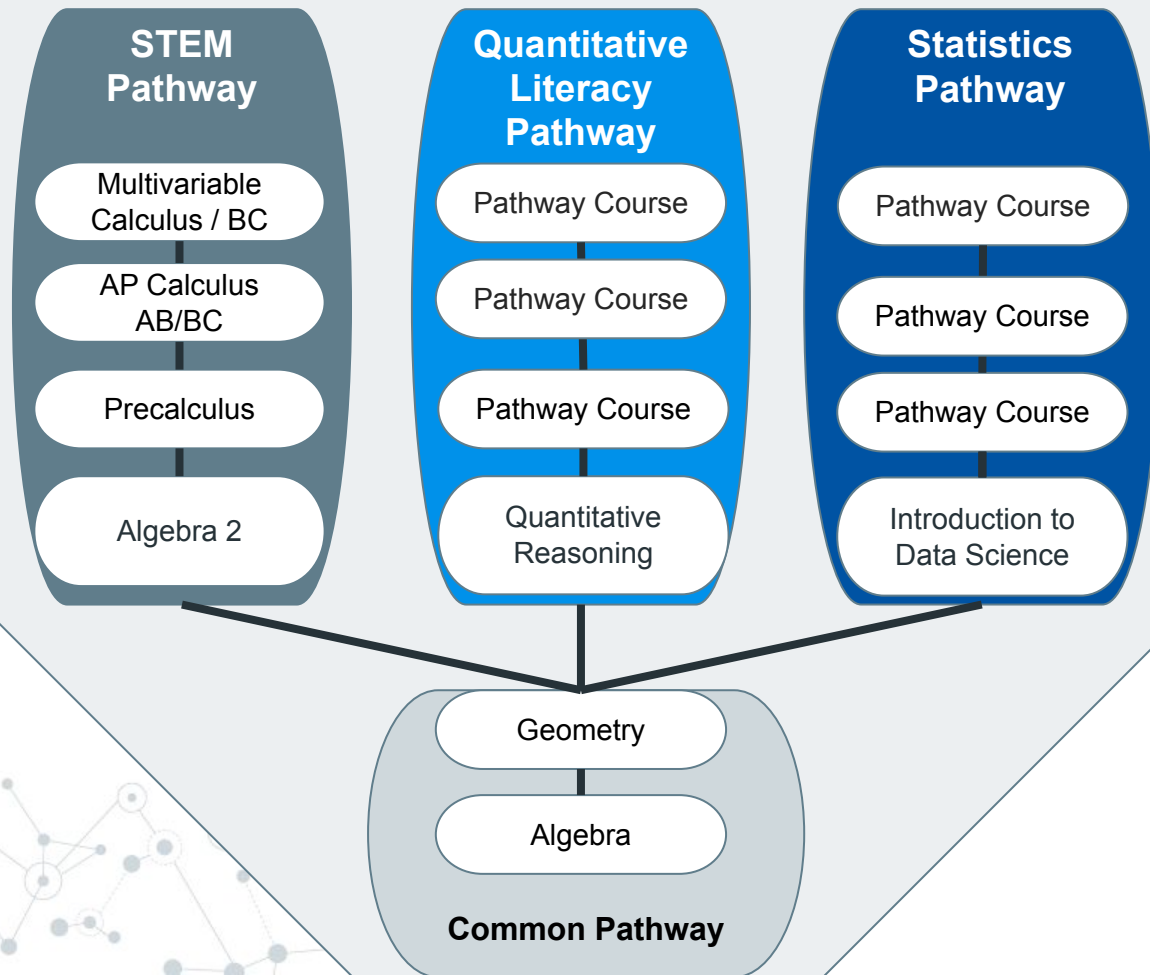 STEM
Pathway
Multivariable
Calculus / BC
AP Calculus
AB/BC
Precalculus
Algebra 2
Quantitative
Literacy
Pathway
Pathway Course
Pathway Course
Pathway Course
Quantitative
Reasoning
Statistics
Pathway
Pathway Course
Pathway Course
Pathway Course
Introduction to
Data Science
Geometry
Algebra
Common Pathway